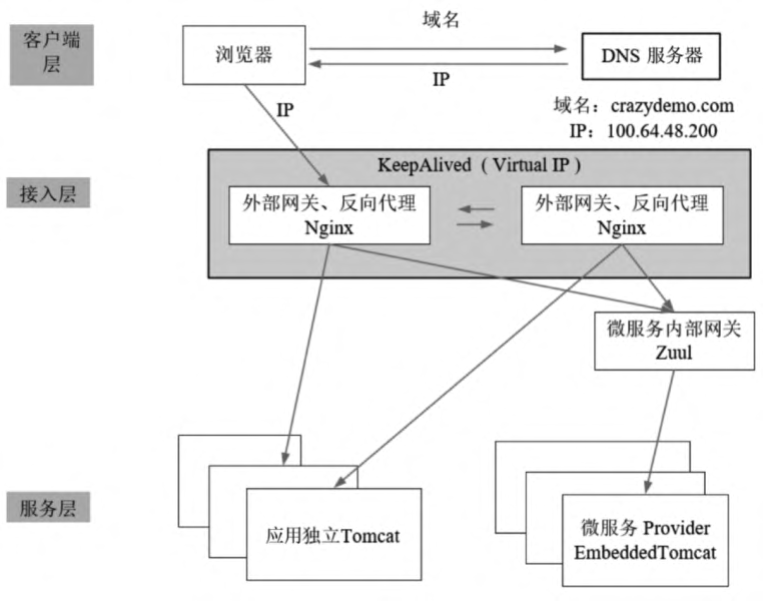 客户端
层
浏览器
域名
IP
DNS 服务器
域名：crazydemo.com
IP：100.64.48.200
IP
接入层
KeepAlived（Virtual IP）
外部网关、反向代理
Nginx
外部网关、反向代理
Nginx
微服务内部网关
Zuul
服务层
应用独立Tomcat
微服务 Provider
EmbeddedTomcat